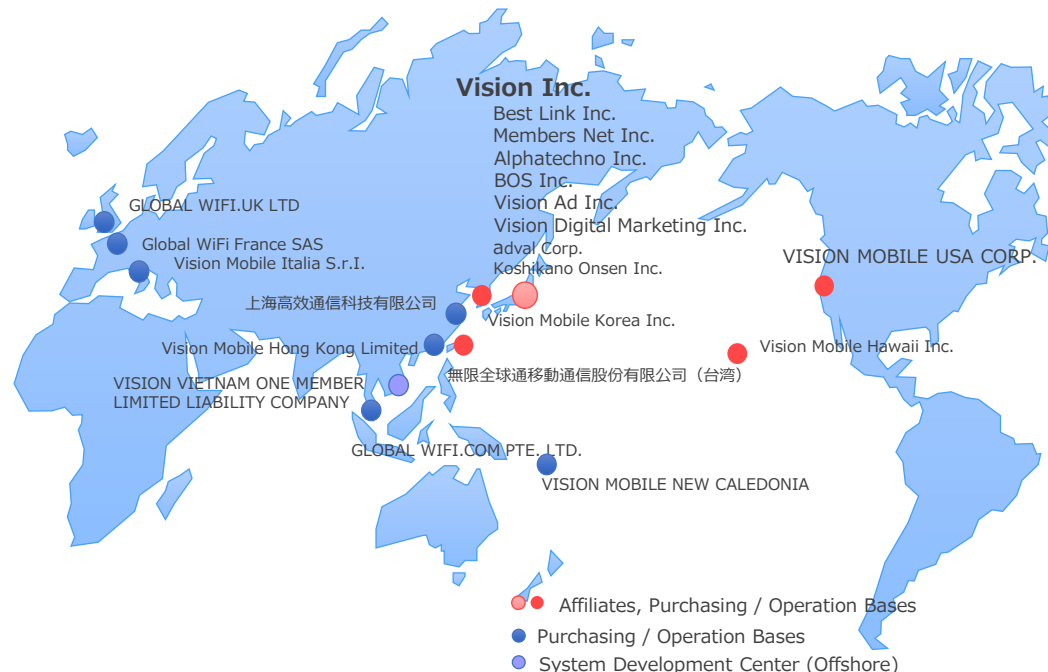 Vision Inc.
Best Link Inc.
Members Net Inc.
Alphatechno Inc.
BOS Inc.
Vision Ad Inc.
Vision Digital Marketing Inc.
adval Corp.
Koshikano Onsen Inc.
GLOBAL WIFI.UK LTD
Global WiFi France SAS
Vision Mobile Italia S.r.I.
VISION MOBILE USA CORP.
上海高效通信科技有限公司
Vision Mobile Korea Inc.
Vision Mobile Hong Kong Limited
Vision Mobile Hawaii Inc.
無限全球通移動通信股份有限公司（台湾）
VISION VIETNAM ONE MEMBER
LIMITED LIABILITY COMPANY
GLOBAL WIFI.COM PTE. LTD.
VISION MOBILE NEW CALEDONIA
Affiliates, Purchasing / Operation Bases
Purchasing / Operation Bases
System Development Center (Offshore)